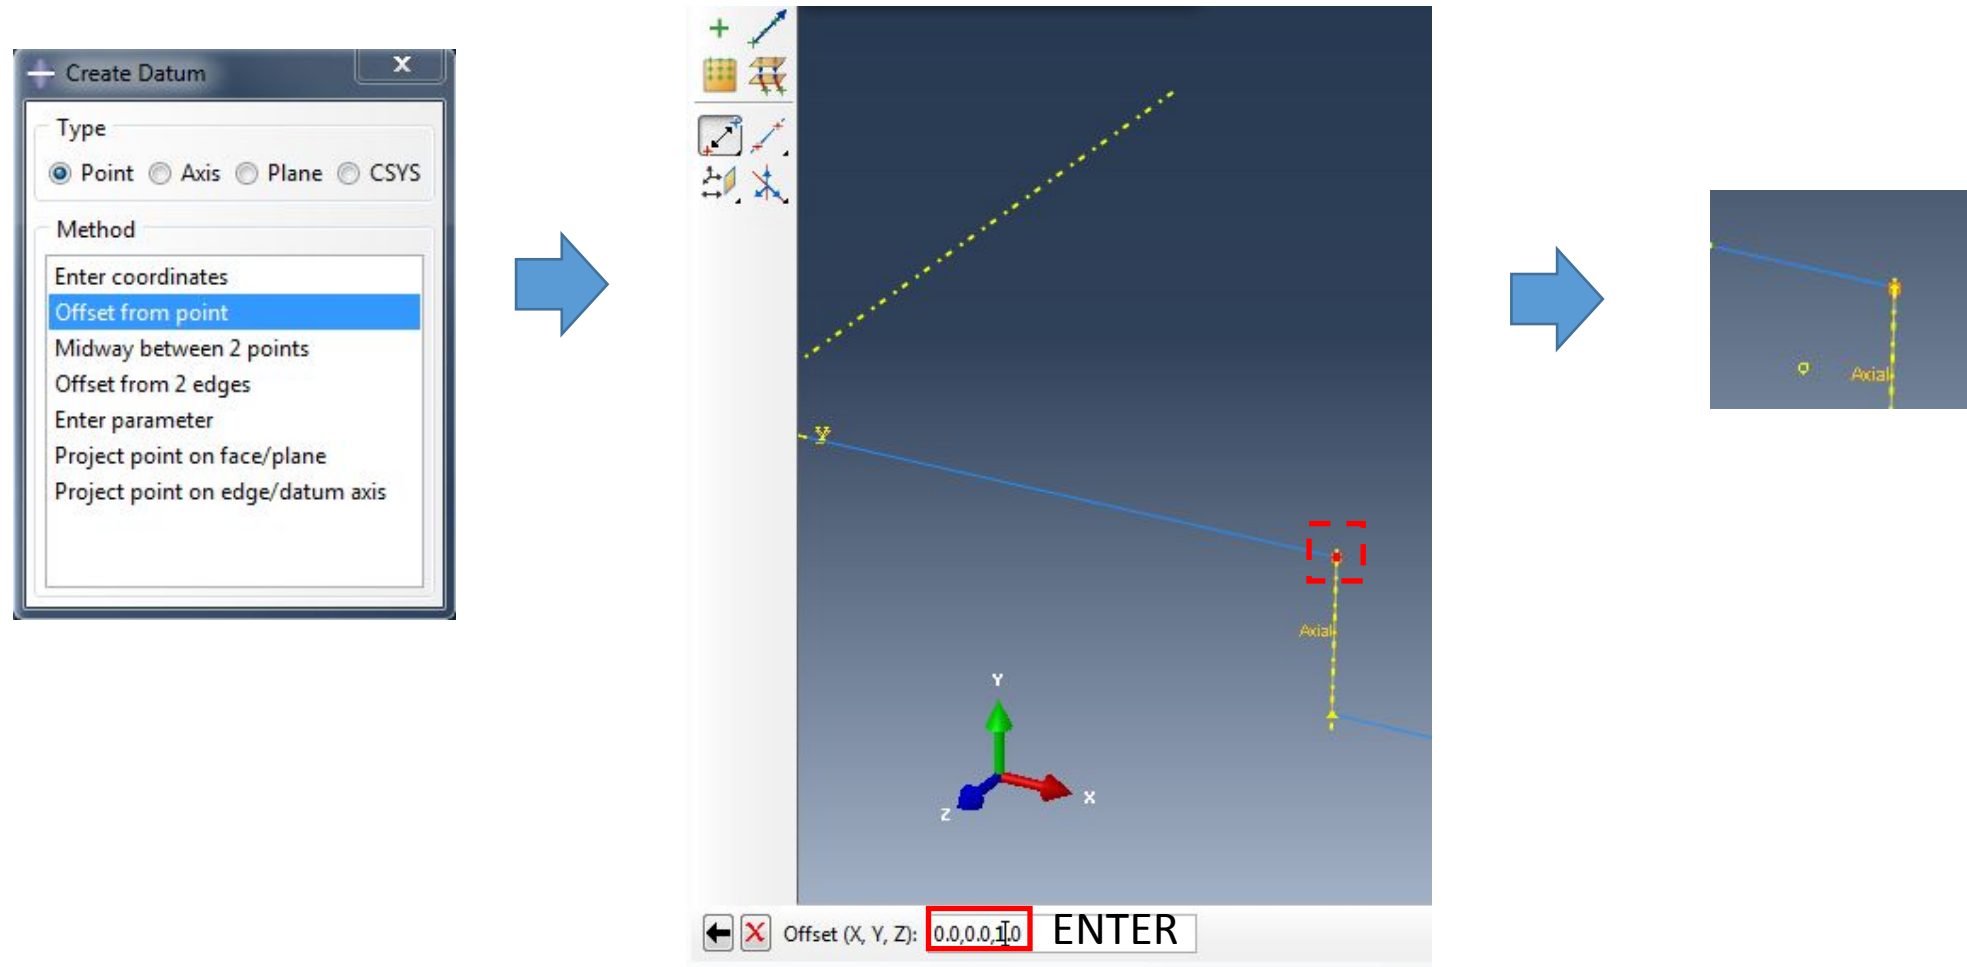 Create Datum
X
Type
Point Axis Plane CSYS
Method
Enter coordinates
Offset from point
Midway between 2 points
Offset from 2 edges
Enter parameter
Project point on face/plane
Project point on edge/datum axis
Y
Axial
Y
X
Z
X Offset (X, Y, Z): 0.0,0.0,1.0 ENTER
Axial